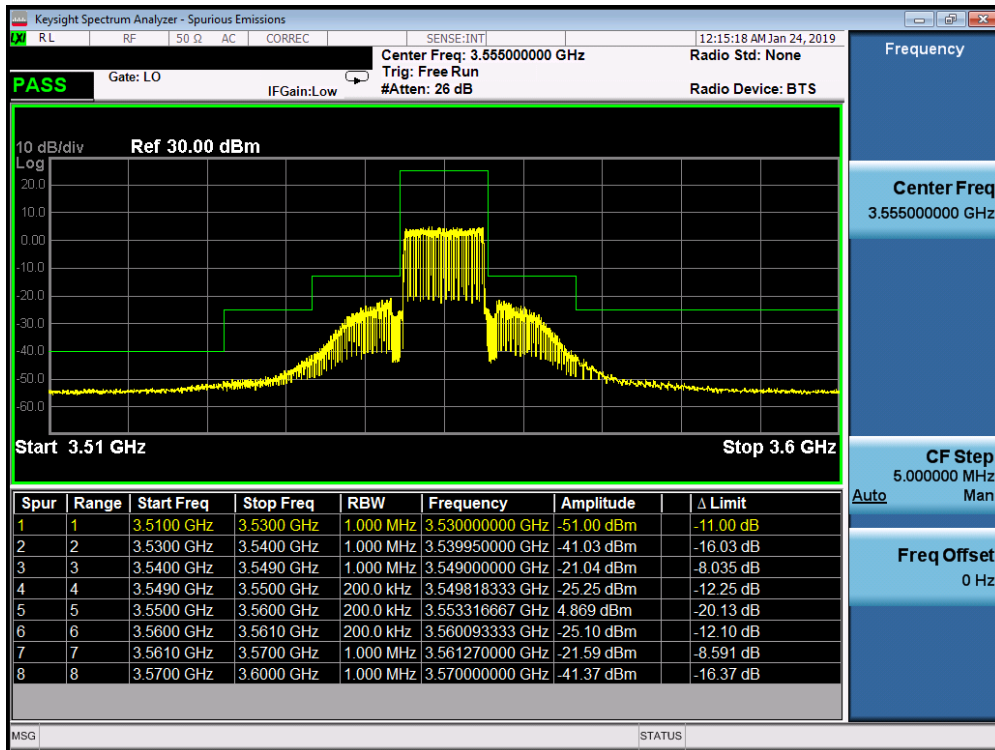 Keysight Spectrum Analyzer - Spurious Emissions
LXI RL RF 50 Ω AC CORREC SENSE:INT 12:15:18 AM Jan 24, 2019
Center Freq: 3.555000000 GHz Radio Std: None
Trig: Free Run
PASS Gate: LO IFGain:Low #Atten: 26 dB Radio Device: BTS
Frequency
10 dB/div Ref 30.00 dBm
Log
20.0
10.0
0.00
-10.0
-20.0
-30.0
-40.0
-50.0
-60.0
Start 3.51 GHz Stop 3.6 GHz
Center Freq
3.555000000 GHz
CF Step
5.000000 MHz
Auto Man
Freq Offset
0 Hz
Spur Range Start Freq Stop Freq RBW Frequency Amplitude Δ Limit
1 1 3.5100 GHz 3.5300 GHz 1.000 MHz 3.530000000 GHz -51.00 dBm -11.00 dB
2 2 3.5300 GHz 3.5400 GHz 1.000 MHz 3.539950000 GHz -41.03 dBm -16.03 dB
3 3 3.5400 GHz 3.5490 GHz 1.000 MHz 3.549000000 GHz -21.04 dBm -8.035 dB
4 4 3.5490 GHz 3.5500 GHz 200.0 kHz 3.549818333 GHz -25.25 dBm -12.25 dB
5 5 3.5500 GHz 3.5600 GHz 200.0 kHz 3.553316667 GHz 4.869 dBm -20.13 dB
6 6 3.5600 GHz 3.5610 GHz 200.0 kHz 3.560093333 GHz -25.10 dBm -12.10 dB
7 7 3.5610 GHz 3.5700 GHz 1.000 MHz 3.561270000 GHz -21.59 dBm -8.591 dB
8 8 3.5700 GHz 3.6000 GHz 1.000 MHz 3.570000000 GHz -41.37 dBm -16.37 dB
MSG STATUS